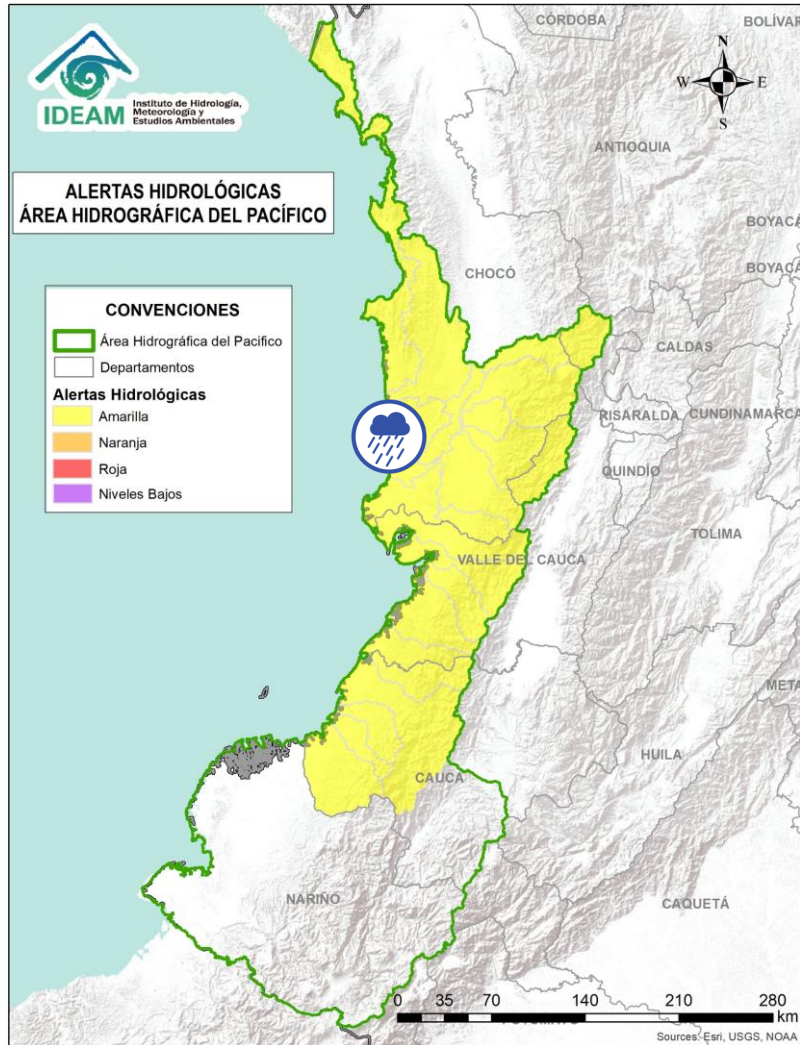 IDEAM
Instituto de Hidrología,
Meteorología y
Estudios Ambientales
ALERTAS HIDROLÓGICAS
ÁREA HIDROGRÁFICA DEL PACÍFICO
CONVENCIONES
Área Hidrográfica del Pacifico
Departamentos
Alertas Hidrológicas
Amarilla
Naranja
Roja
Niveles Bajos
N
W E
S
CÓRDOBA
BOLÍVAR
ANTIOQUIA
BOYACÁ
BOYACÁ
CHOCÓ
CALDAS
RISARALDA
CUNDINAMARCA
QUINDÍO
TOLIMA
VALLE DEL CAUCA
META
HUILA
CAUCA
NARIÑO
CAQUETÁ
0 35 70 140 210 280
km
Sources: Esri, USGS, NOAA